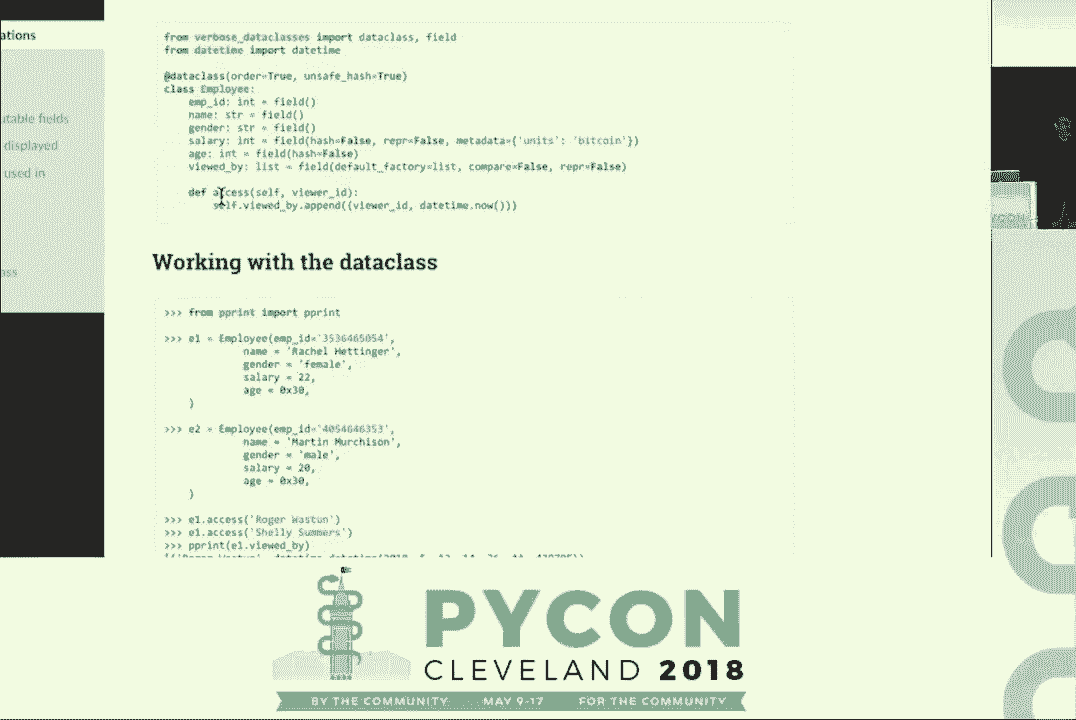 ations
utable fields
displayed
used in
ass
from verbose_dataclasses import dataclass, field
from datetime import datetime
@dataclass(order=True, unsafe_hash=True)
class Employee:
emp_id: int = field()
name: str = field()
gender: str = field()
salary: int = field(hash=False, repr=False, metadata={'units': 'bitcoin'})
age: int = field(hash=False)
viewed_by: list = field(default_factory=list, compare=False, repr=False)
def access(self, viewer_id):
self.viewed_by.append((viewer_id, datetime.now()))
Working with the dataclass
>>> from pprint import pprint
>>> e1 = Employee(emp_id='3536465054',
name = 'Rachel Hettinger',
gender = 'female',
salary = 22,
age = 0x30,
)
>>> e2 = Employee(emp_id='4054646353',
name = 'Martin Murchison',
gender = 'male',
salary = 20,
age = 0x30,
)
>>> e1.access('Roger Wastun')
>>> e1.access('Shelly Summers')
>>> pprint(e1.viewed_by)
PYCON
PYCON
CLEVELAND 2018
BY THE COMMUNITY MAY 9-17 FOR THE COMMUNITY